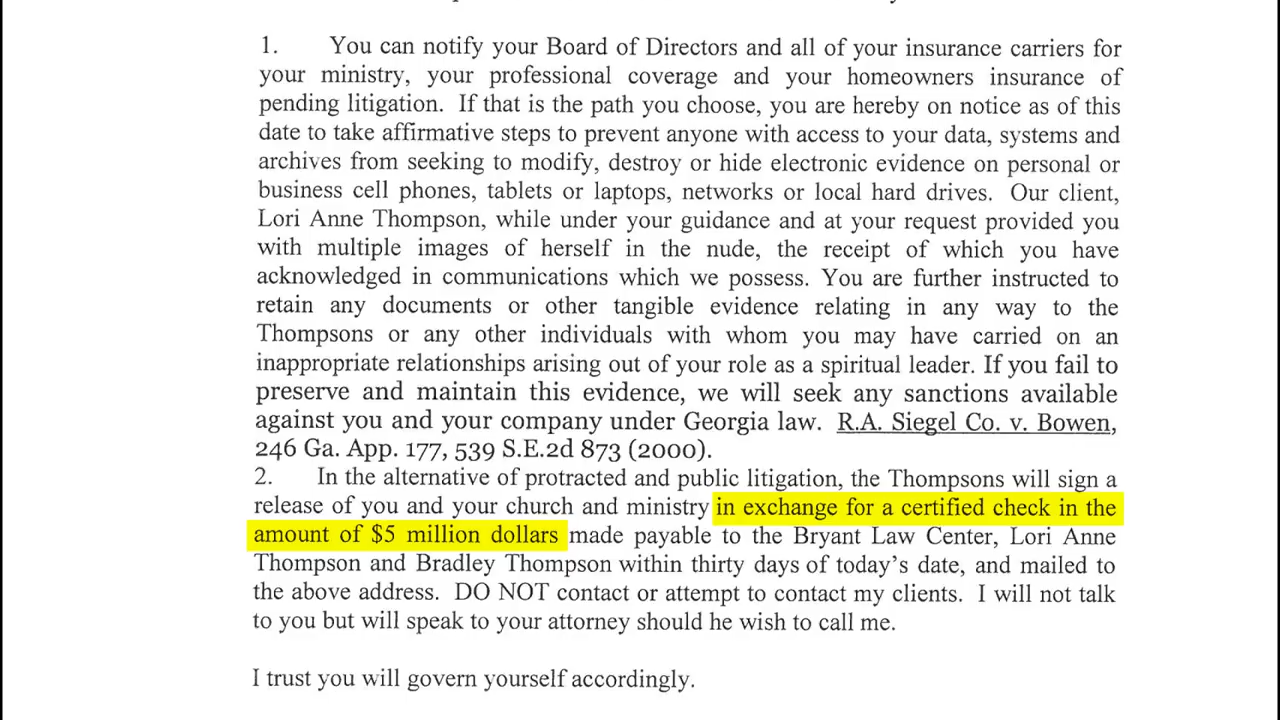 1. You can notify your Board of Directors and all of your insurance carriers for
your ministry, your professional coverage and your homeowners insurance of
pending litigation. If that is the path you choose, you are hereby on notice as of this
date to take affirmative steps to prevent anyone with access to your data, systems and
archives from seeking to modify, destroy or hide electronic evidence on personal or
business cell phones, tablets or laptops, networks or local hard drives. Our client,
Lori Anne Thompson, while under your guidance and at your request provided you
with multiple images of herself in the nude, the receipt of which you have
acknowledged in communications which we possess. You are further instructed to
retain any documents or other tangible evidence relating in any way to the
Thompsons or any other individuals with whom you may have carried on an
inappropriate relationships arising out of your role as a spiritual leader. If you fail to
preserve and maintain this evidence, we will seek any sanctions available
against you and your company under Georgia law. R.A. Siegel Co. v. Bowen,
246 Ga. App. 177, 539 S.E.2d 873 (2000).
2. In the alternative of protracted and public litigation, the Thompsons will sign a
release of you and your church and ministry in exchange for a certified check in the
amount of $5 million dollars made payable to the Bryant Law Center, Lori Anne
Thompson and Bradley Thompson within thirty days of today's date, and mailed to
the above address. DO NOT contact or attempt to contact my clients. I will not talk
to you but will speak to your attorney should he wish to call me.
I trust you will govern yourself accordingly.